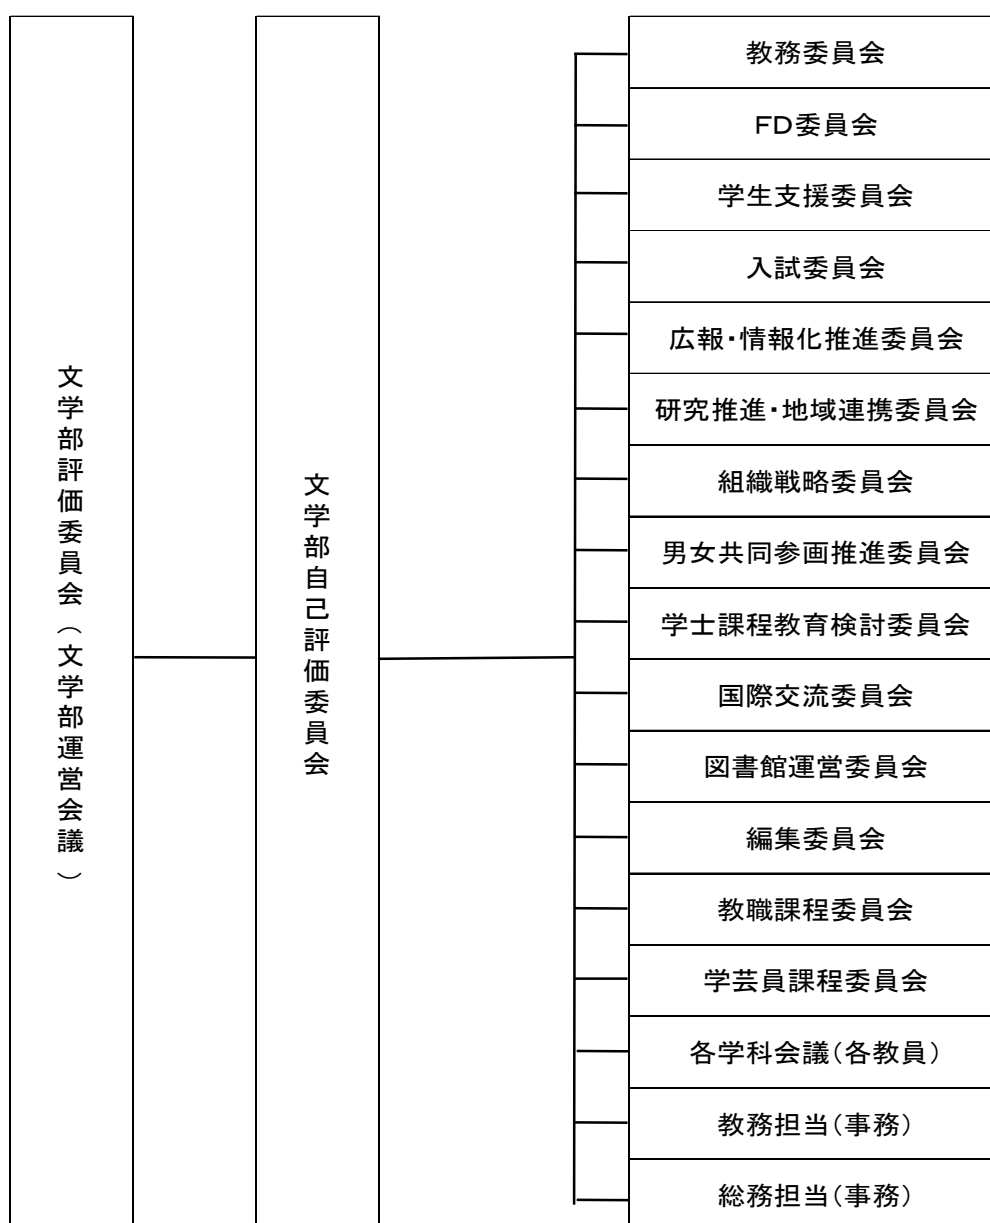 文学部評価委員会（文学部運営会議）
文学部自己評価委員会
教務委員会
ＦＤ委員会
学生支援委員会
入試委員会
広報・情報化推進委員会
研究推進・地域連携委員会
組織戦略委員会
男女共同参画推進委員会
学士課程教育検討委員会
国際交流委員会
図書館運営委員会
編集委員会
教職課程委員会
学芸員課程委員会
各学科会議（各教員）
教務担当（事務）
総務担当（事務）